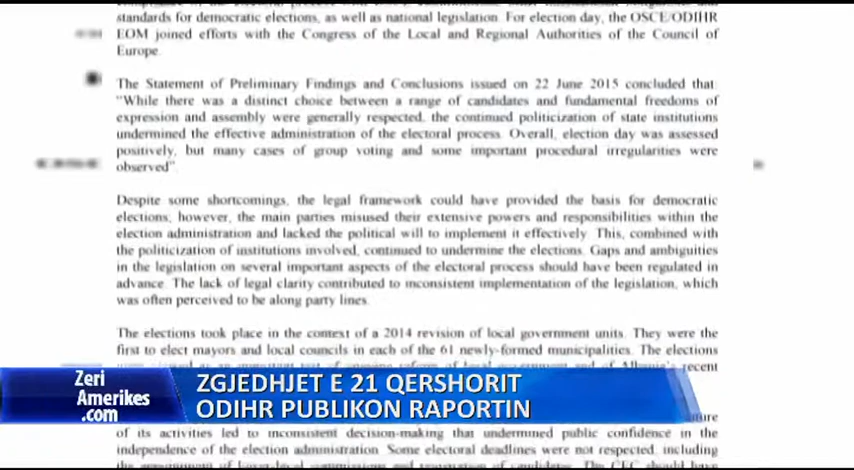 standards for democratic elections, as well as national legislation. For election day, the OSCE/ODIHR
EOM joined efforts with the Congress of the Local and Regional Authorities of the Council of
Europe.
The Statement of Preliminary Findings and Conclusions issued on 22 June 2015 concluded that
“While there was a distinct choice between a range of candidates and fundamental freedoms of
expression and assembly were generally respected, the continued politicization of state institutions
undermined the effective administration of the electoral process. Overall, election day was assessed
positively, but many cases of group voting and some important procedural irregularities were
observed”.
Despite some shortcomings, the legal framework could have provided the basis for democratic
elections; however, the main parties misused their extensive powers and responsibilities within the
election administration and lacked the political will to implement it effectively. This, combined with
the politicization of institutions involved, continued to undermine the elections. Gaps and ambiguities
in the legislation on several important aspects of the electoral process should have been regulated in
advance. The lack of legal clarity contributed to inconsistent implementation of the legislation, which
was often perceived to be along party lines.
The elections took place in the context of a 2014 revision of local government units. They were the
first to elect mayors and local councils in each of the 61 newly-formed municipalities. The elections
recent
Zeri
Amerikes
.com
ZGJEDHJET E 21 QERSHORIT
ODIHR PUBLIKON RAPORTIN
of its activities led to inconsistent decision-making that undermined public confidence in the
independence of the election administration. Some electoral deadlines were not respected, including